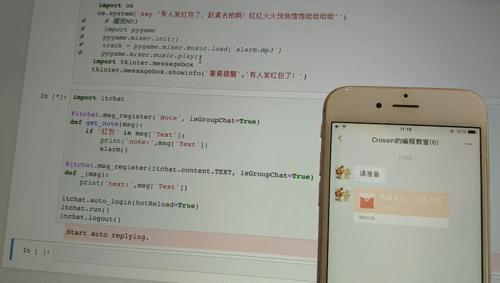 import os
os.system('say "有人发红包了，赶紧去抢啊！红红火火恍恍惚惚哈哈哈哈"')
# 播放MP3
# import pygame
# pygame.mixer.init()
# track = pygame.mixer.music.load('alarm.mp3')
# pygame.mixer.music.play()
import tkinter.messagebox
tkinter.messagebox.showinfo('重要提醒','有人发红包了！')
In [*]: import itchat
@itchat.msg_register('Note', isGroupChat=True)
def get_note(msg):
if '红包' in msg['Text']:
print('note:',msg['Text'])
alarm()
@itchat.msg_register(itchat.content.TEXT, isGroupChat=True)
def _(msg):
print('text:',msg['Text'])
itchat.auto_login(hotReload=True)
itchat.run()
itchat.logout()
Start auto replying.
In [ ]:
11:18
Crossin的编程教室(6)
11:02
请准备